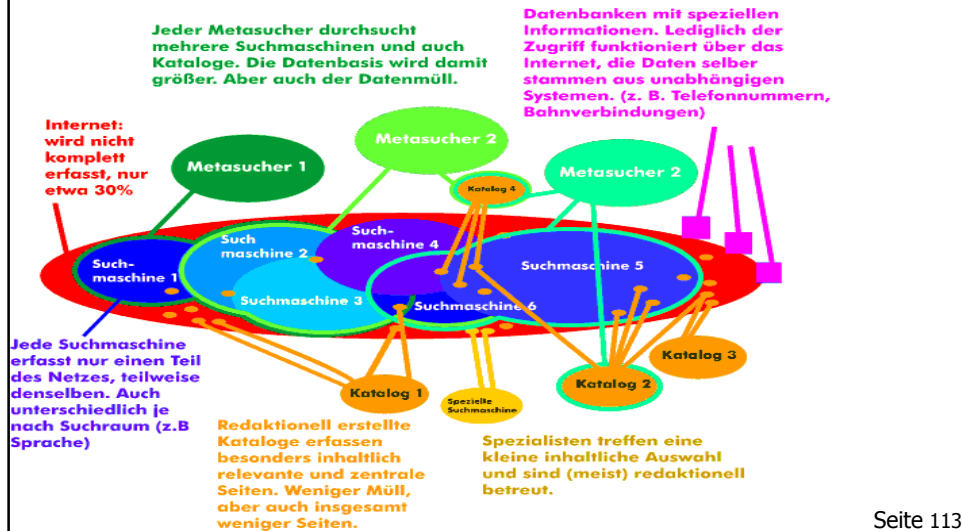 Jeder Metasucher durchsucht
mehrere Suchmaschinen und auch
Kataloge. Die Datenbasis wird damit
größer. Aber auch der Datenmüll.
Datenbanken mit speziellen
Informationen. Lediglich der
Zugriff funktioniert über das
Internet, die Daten selber
stammen aus unabhängigen
Systemen. (z. B. Telefonnummern,
Bahnverbindungen)
Internet:
wird nicht
komplett
erfasst, nur
etwa 30%
Metasucher 1
Metasucher 2
Metasucher 2
Katalog 4
Such-
maschine 1
Such
maschine 2
Such-
maschine 4
Suchmaschine 3
Suchmaschine 5
Suchmaschine 6
Jede Suchmaschine
erfasst nur einen Teil
des Netzes, teilweise
denselben. Auch
unterschiedlich je
nach Suchraum (z.B
Sprache)
Katalog 1
Spezielle
Suchmaschine
Katalog 2
Katalog 3
Redaktionell erstellte
Kataloge erfassen
besonders inhaltlich
relevante und zentrale
Seiten. Weniger Müll,
aber auch insgesamt
weniger Seiten.
Spezialisten treffen eine
kleine inhaltliche Auswahl
und sind (meist) redaktionell
betreut.
Seite 113